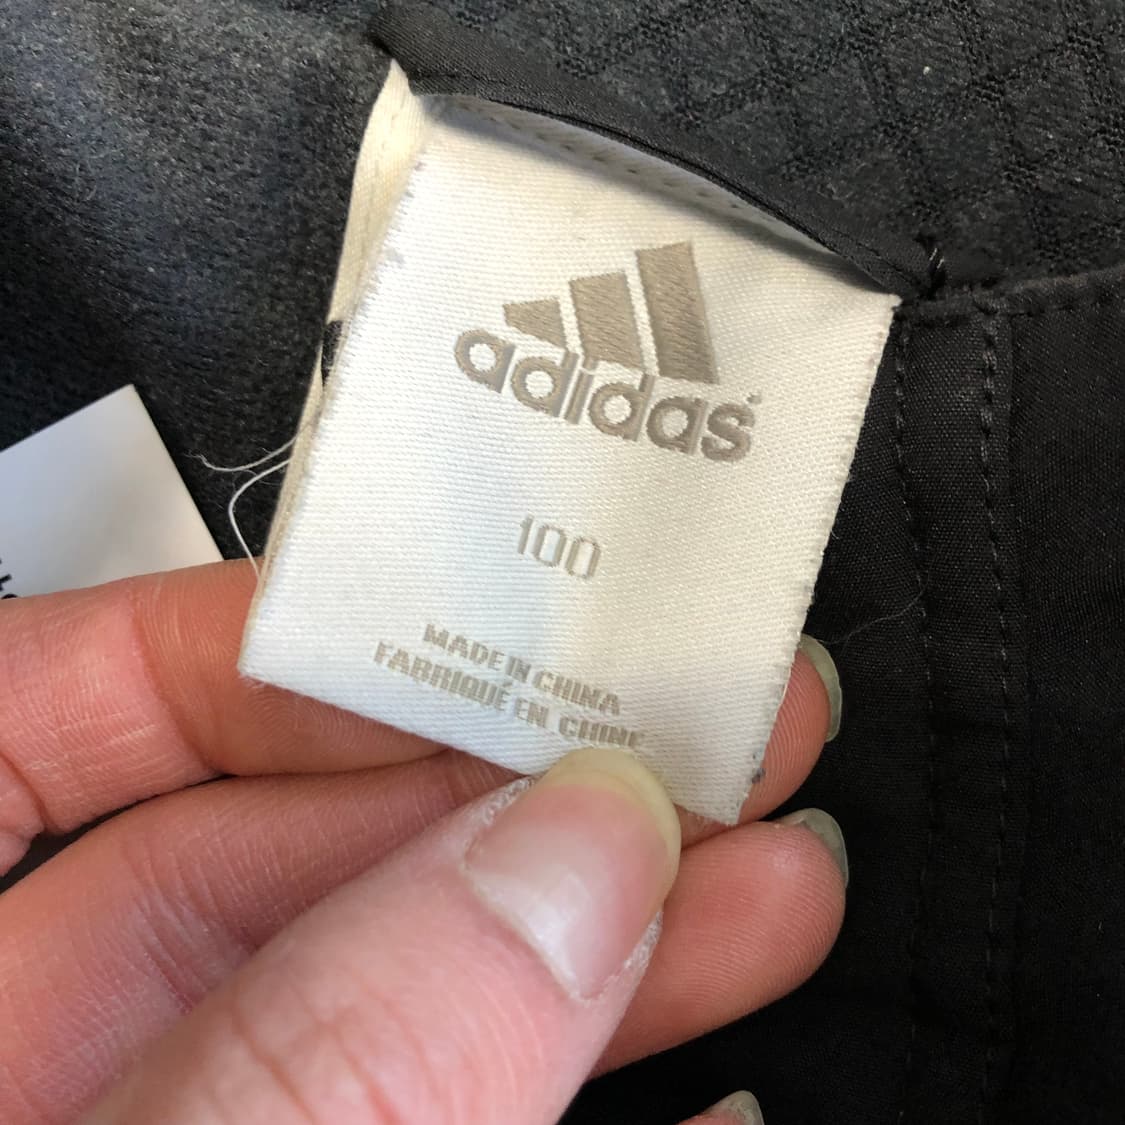 adidas
100
MADE IN CHINA
FABRIQUÉ EN CHINE